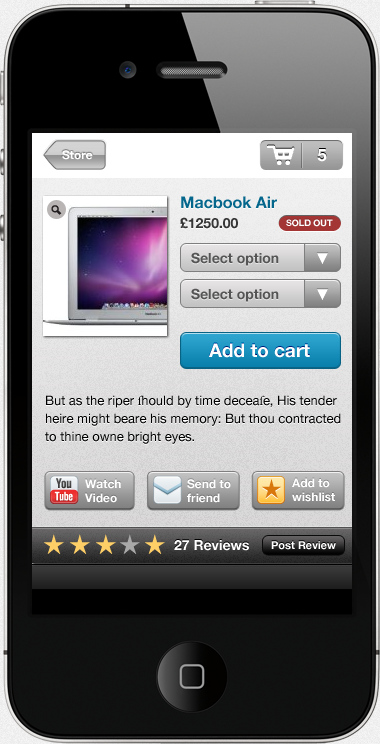 Store
5
Macbook Air
£1250.00
SOLD OUT
Select option
Select option
Add to cart
But as the riper ſhould by time deceaſe, His tender
heire might beare his memory: But thou contracted
to thine owne bright eyes.
You
Tube
Watch
Video
Send to
friend
Add to
wishlist
27 Reviews
Post Review